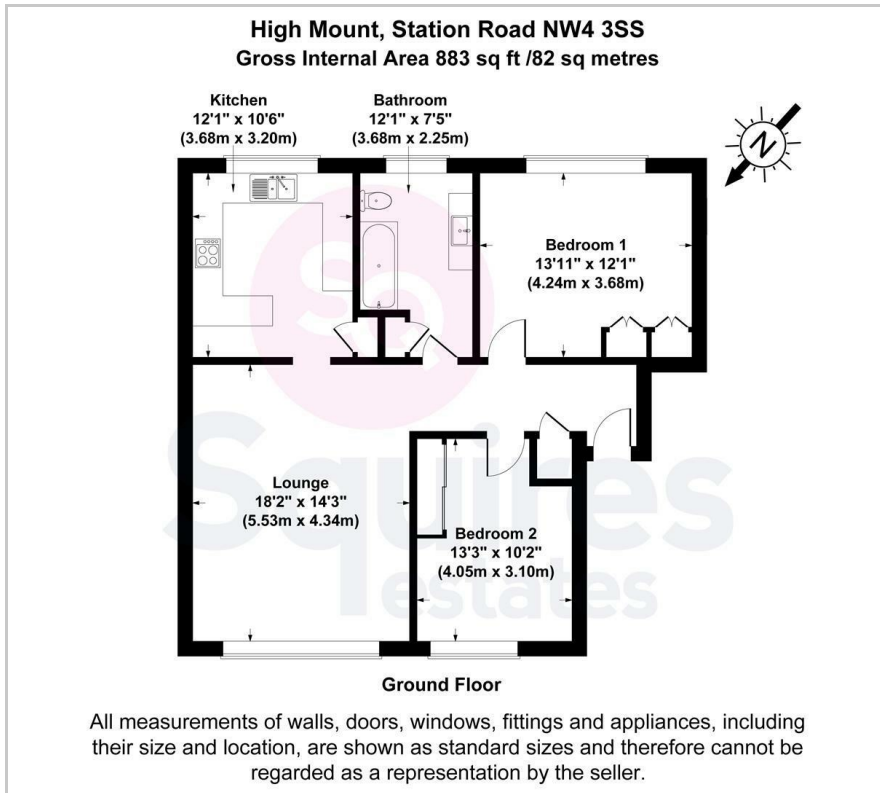 High Mount, Station Road NW4 3SS
Gross Internal Area 883 sq ft /82 sq metres
Kitchen
12'1" x 10'6"
(3.68m x 3.20m)
Bathroom
12'1" x 7'5"
(3.68m x 2.25m)
N
Bedroom 1
13'11" x 12'1"
(4.24m x 3.68m)
Sq
Squires
estates
Lounge
18'2" x 14'3"
(5.53m x 4.34m)
Bedroom 2
13'3" x 10'2"
(4.05m x 3.10m)
Ground Floor
All measurements of walls, doors, windows, fittings and appliances, including
their size and location, are shown as standard sizes and therefore cannot be
regarded as a representation by the seller.